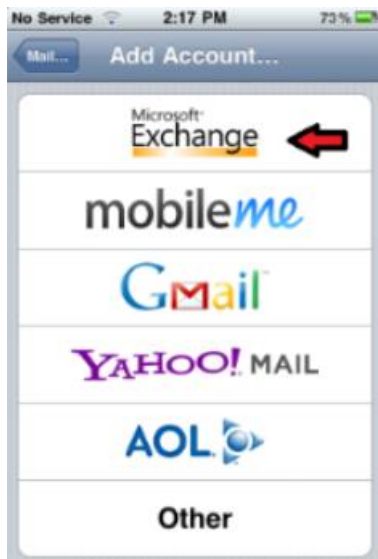 No Service 2:17 PM 73%
Mail... Add Account...
Microsoft
Exchange
mobileme
Gmail
YAHOO! MAIL
AOL
Other